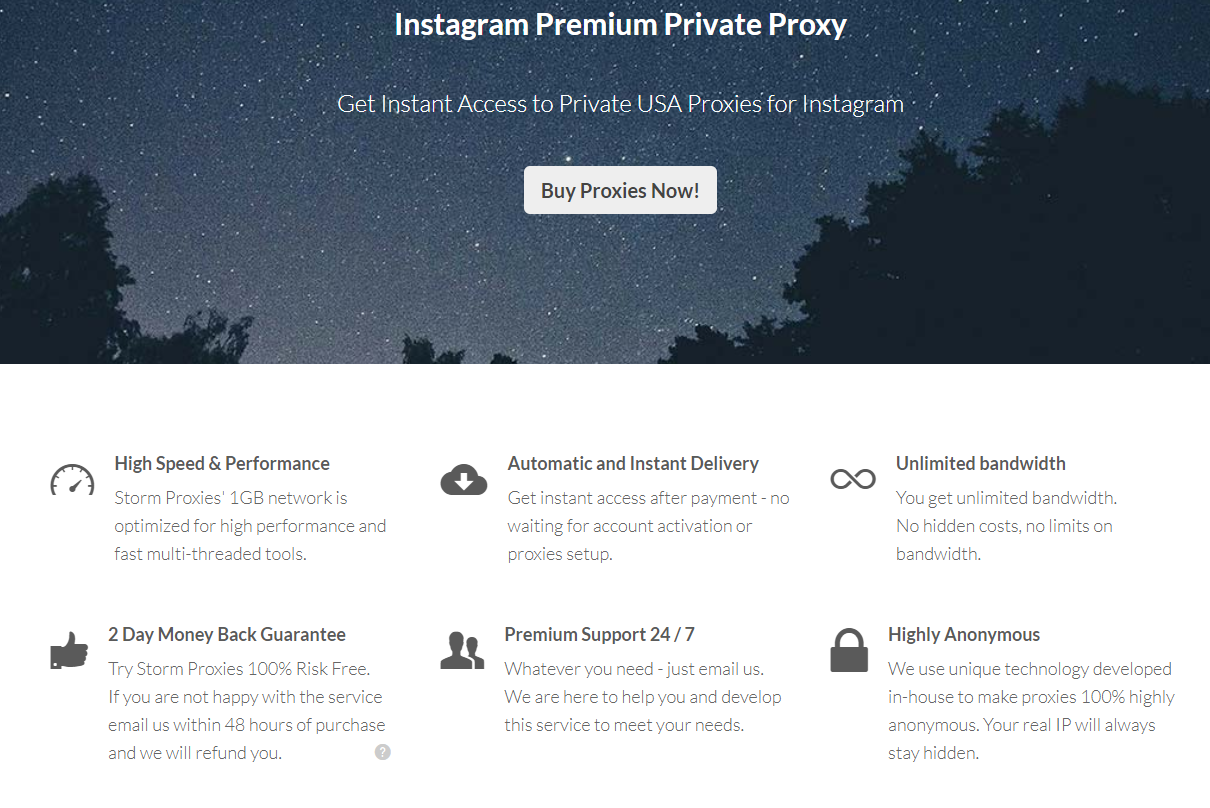 Instagram Premium Private Proxy
Get Instant Access to Private USA Proxies for Instagram
Buy Proxies Now!
High Speed & Performance
Storm Proxies' 1GB network is
optimized for high performance and
fast multi-threaded tools.
Automatic and Instant Delivery
Get instant access after payment - no
waiting for account activation or
proxies setup.
Unlimited bandwidth
You get unlimited bandwidth.
No hidden costs, no limits on
bandwidth.
2 Day Money Back Guarantee
Try Storm Proxies 100% Risk Free.
If you are not happy with the service
email us within 48 hours of purchase
and we will refund you.
?
Premium Support 24 / 7
Whatever you need - just email us.
We are here to help you and develop
this service to meet your needs.
Highly Anonymous
We use unique technology developed
in-house to make proxies 100% highly
anonymous. Your real IP will always
stay hidden.